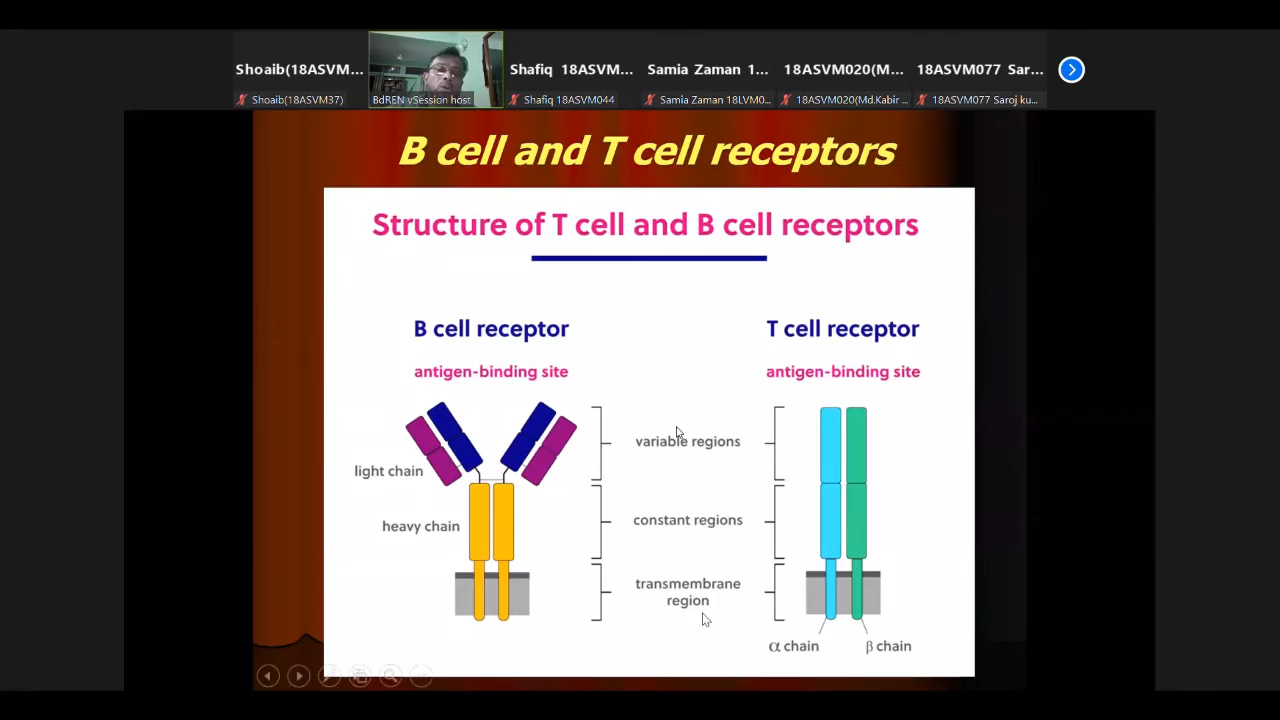 Shoaib(18ASVM...
Shafiq 18ASVM...
Samia Zaman 1...
18ASVM020(M...
18ASVM077 Sar...
Shoaib(18ASVM37)
BdREN vSession host
Shafiq 18ASVM044
Samia Zaman 18LVM0...
18ASVM020(Md.Kabir ...
18ASVM077 Saroj ku...
B cell and T cell receptors
Structure of T cell and B cell receptors
B cell receptor
T cell receptor
antigen-binding site
antigen-binding site
variable regions
light chain
constant regions
heavy chain
transmembrane
region
α chain
β chain